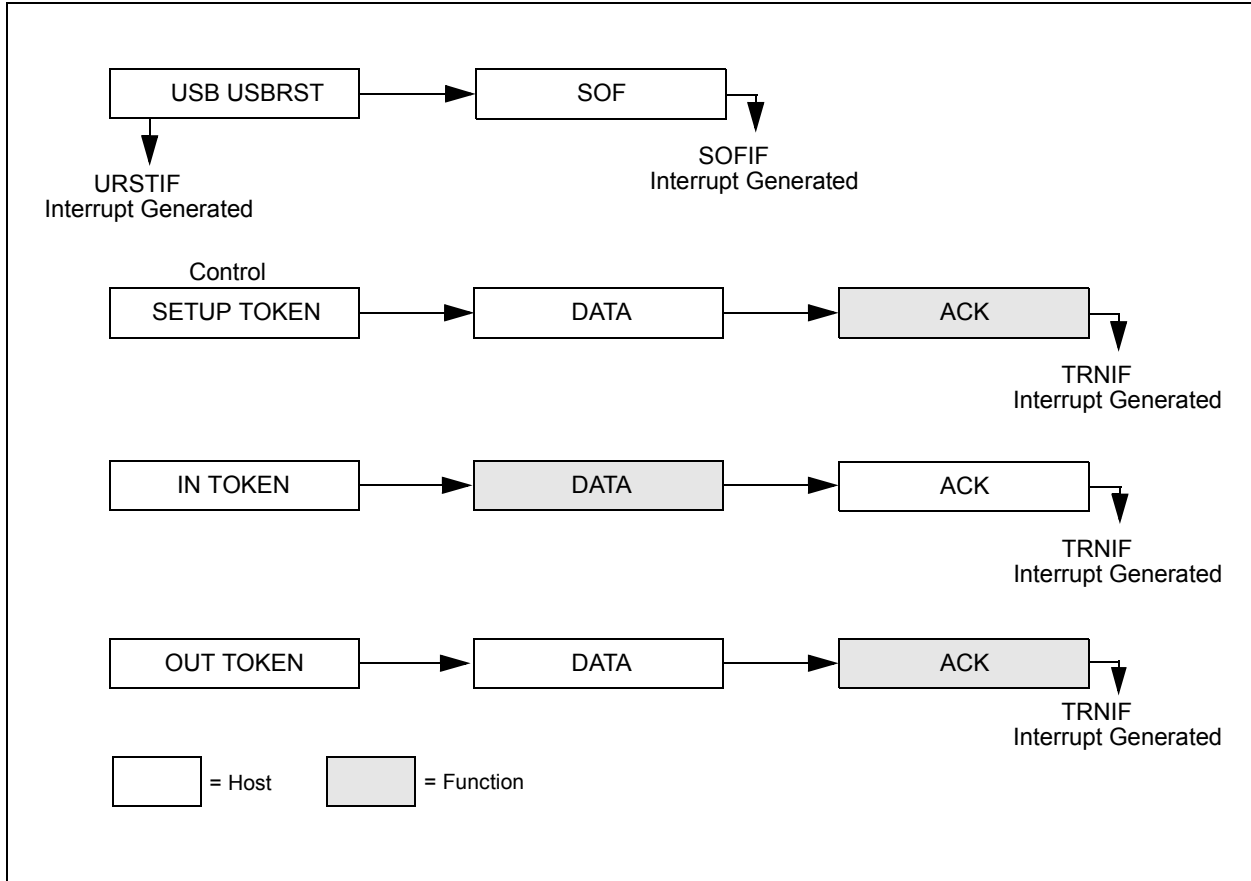 USB USBRST
SOF
URSTIF
Interrupt Generated
SOFIF
Interrupt Generated
Control
SETUP TOKEN
DATA
ACK
TRNIF
Interrupt Generated
IN TOKEN
DATA
ACK
TRNIF
Interrupt Generated
OUT TOKEN
DATA
ACK
TRNIF
Interrupt Generated
= Host
= Function